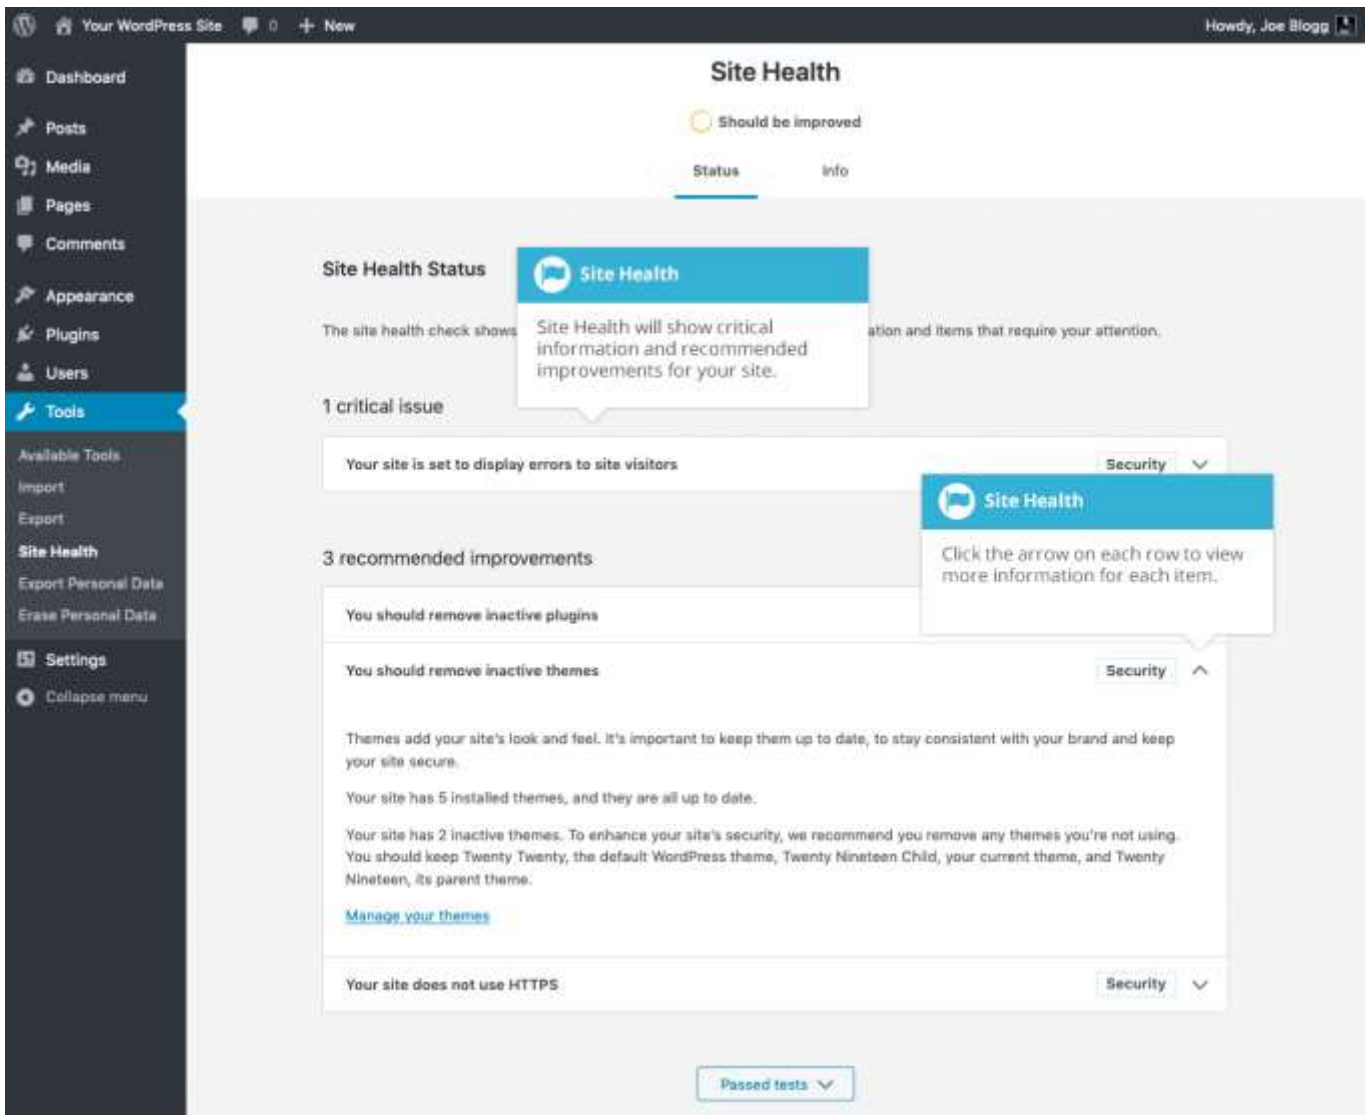 Your WordPress Site 0 + New Howdy, Joe Blogg
Dashboard
Posts
Media
Pages
Comments
Appearance
Plugins
Users
Tools
Available Tools
Import
Export
Site Health
Export Personal Data
Erase Personal Data
Settings
Collapse menu
Site Health
Should be improved
Status Info
Site Health Status
The site health check shows
ation and items that require your attention.
Site Health
Site Health will show critical
information and recommended
improvements for your site.
1 critical issue
Your site is set to display errors to site visitors Security
Site Health
Click the arrow on each row to view
more information for each item.
3 recommended improvements
You should remove inactive plugins
You should remove inactive themes Security
Themes add your site's look and feel. It's important to keep them up to date, to stay consistent with your brand and keep
your site secure.
Your site has 5 installed themes, and they are all up to date.
Your site has 2 inactive themes. To enhance your site's security, we recommend you remove any themes you're not using.
You should keep Twenty Twenty, the default WordPress theme, Twenty Nineteen Child, your current theme, and Twenty
Nineteen, its parent theme.
Manage your themes
Your site does not use HTTPS Security
Passed tests